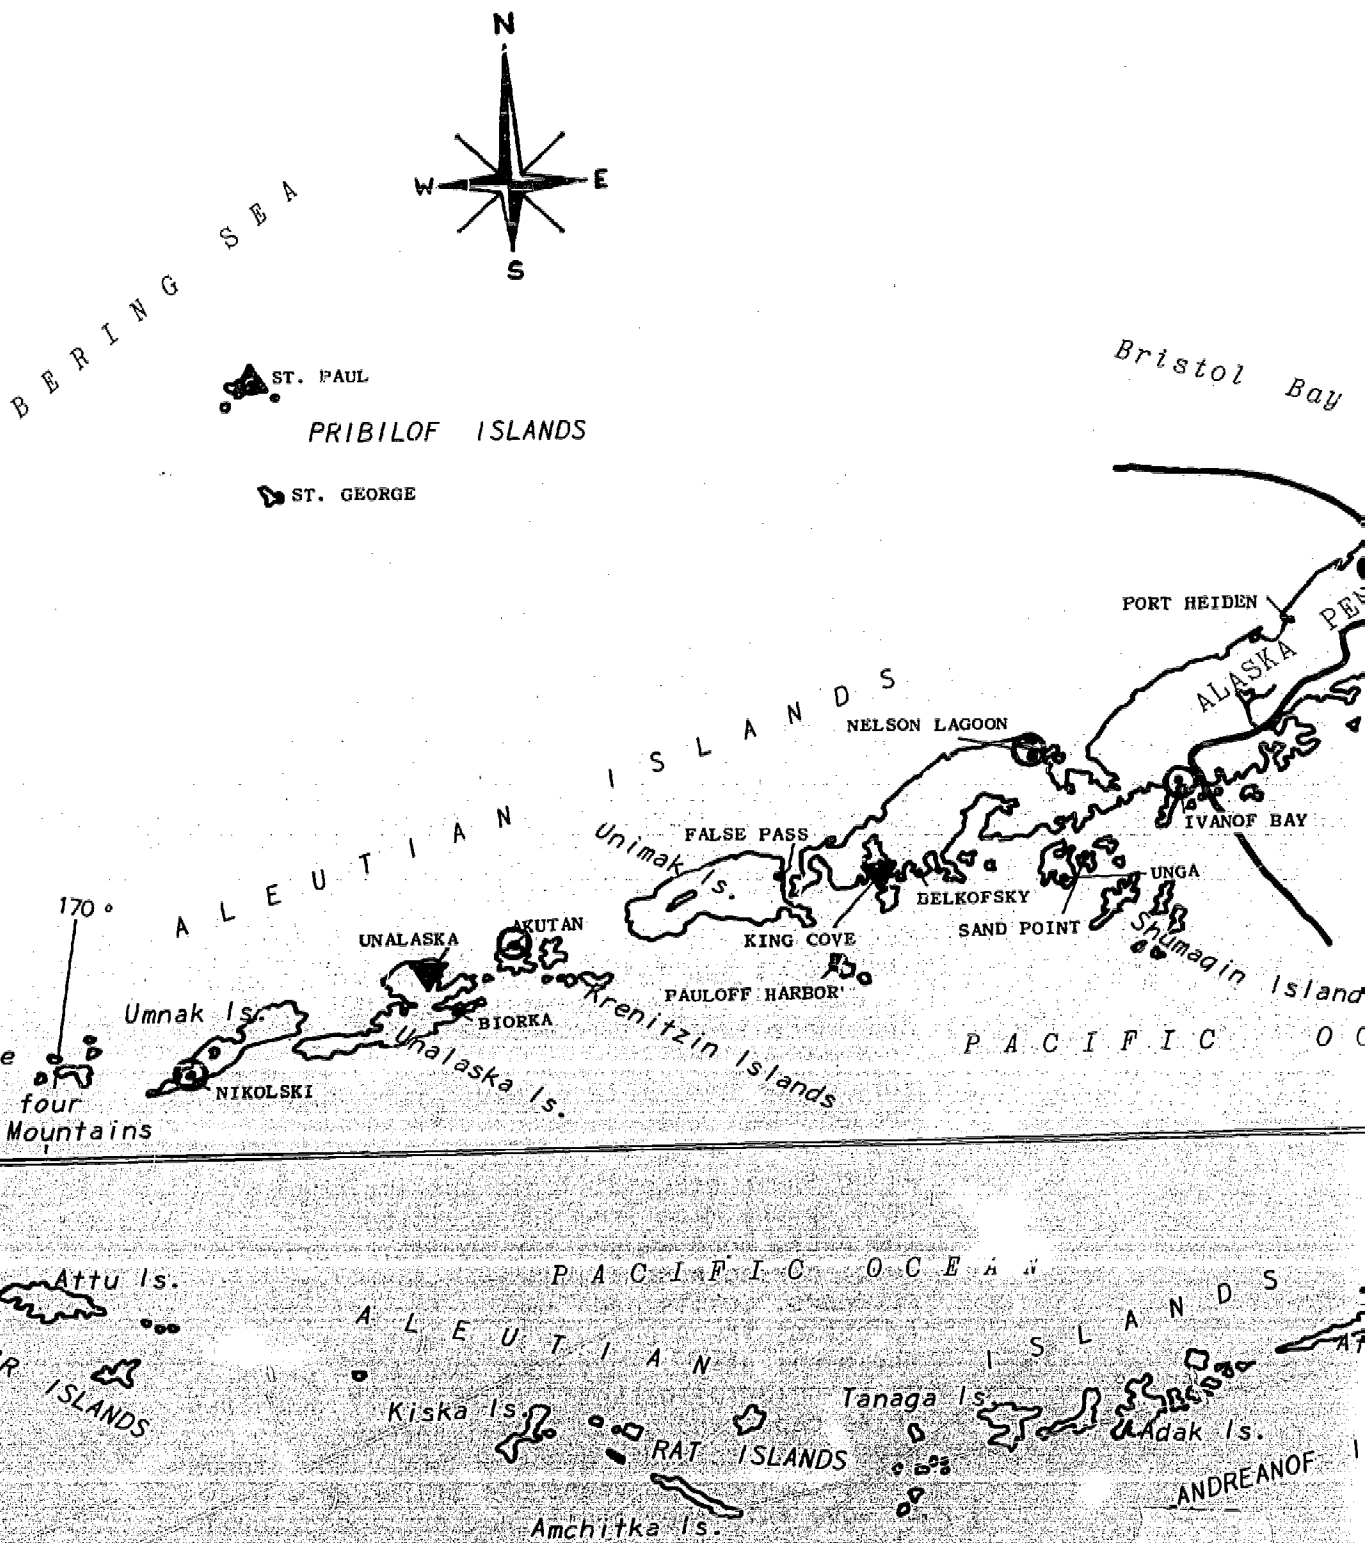 N
W E
S
BERING SEA
ST. PAUL
PRIBILOF ISLANDS
ST. GEORGE
Bristol Bay
PORT HEIDEN
ALASKA PEN
ALEUTIAN ISLANDS
NELSON LAGOON
IVANOF BAY
Unimak Is.
FALSE PASS
UNGA
BELKOFSKY
SAND POINT
KING COVE
Shumagin Island
PAULOFF HARBOR
170°
AKUTAN
UNALASKA
Umnak Is.
BIORKA
Krenitzin Islands
Unalaska Is.
PACIFIC OC
NIKOLSKI
e
four
Mountains
PACIFIC OCEAN
Attu Is.
ALEUTIAN ISLANDS
R ISLANDS
Kiska Is.
RAT ISLANDS
Tanaga Is.
Adak Is.
AT
ANDREANOF I
Amchitka Is.